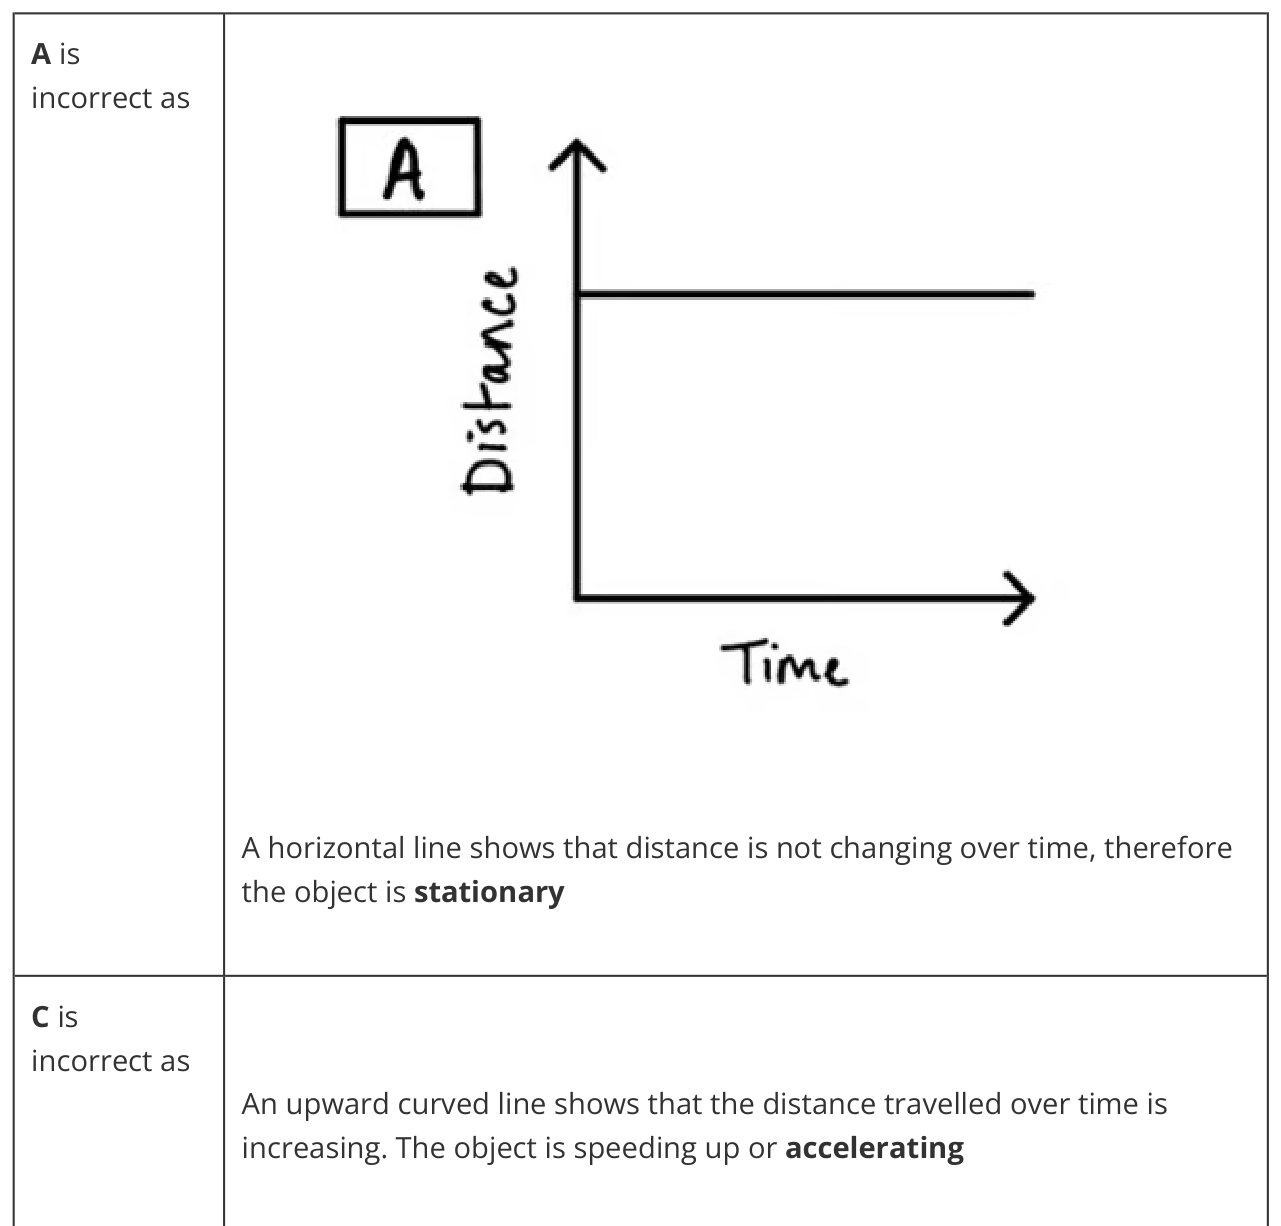 A is
incorrect as
A
Distance
Time
A horizontal line shows that distance is not changing over time, therefore
the object is stationary
C is
incorrect as
An upward curved line shows that the distance travelled over time is
increasing. The object is speeding up or accelerating